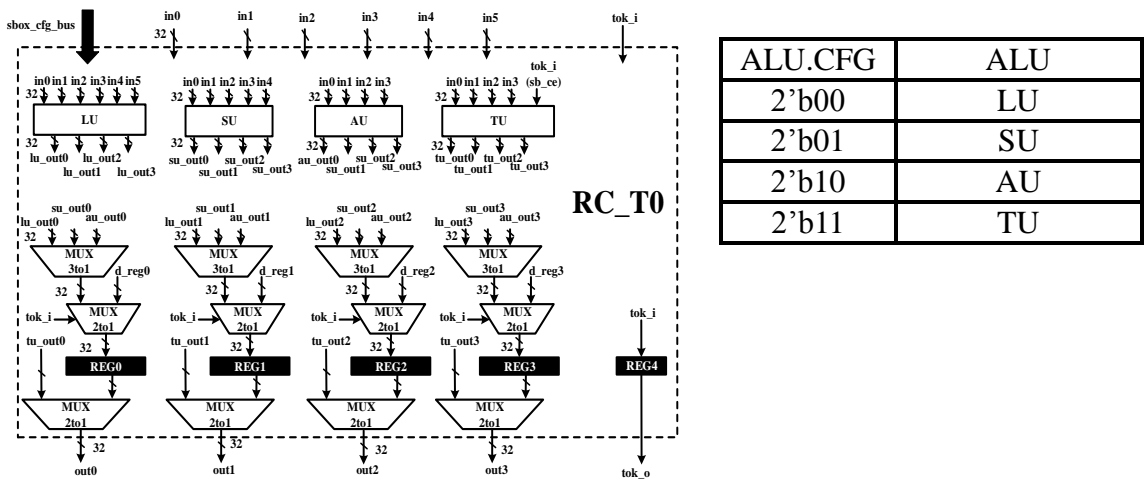 sbox_cfg_bus in0 in1 in2 in3 in4 in5 tok_i
32
tok_i
in0 in1 in2 in3 in4 in5 in0 in1 in2 in3 in4 in0 in1 in2 in3 in0 in1 in2 in3 (sb_ce)
32 32 32 32
LU SU AU TU
32 32 32 32
lu_out0 lu_out2 su_out0 su_out2 au_out0 su_out2 tu_out0 tu_out2
lu_out1 lu_out3 su_out1 su_out3 su_out1 su_out3 tu_out1 tu_out3
RC_T0
su_out0 su_out1 su_out2 su_out3
lu_out0 au_out0 lu_out1 au_out1 lu_out2 au_out2 lu_out3 au_out3
32 32 32 32
MUX MUX MUX MUX
3to1 3to1 3to1 3to1
d_reg0 d_reg1 d_reg2 d_reg3
32 32 32 32
tok_i MUX tok_i MUX tok_i MUX tok_i MUX tok_i
2to1 2to1 2to1 2to1
tu_out0 32 tu_out1 32 tu_out2 32 tu_out3 32
REG0 REG1 REG2 REG3 REG4
MUX MUX MUX MUX
2to1 2to1 2to1 2to1
32 32 32 32
out0 out1 out2 out3 tok_o
ALU.CFG ALU
2’b00 LU
2’b01 SU
2’b10 AU
2’b11 TU